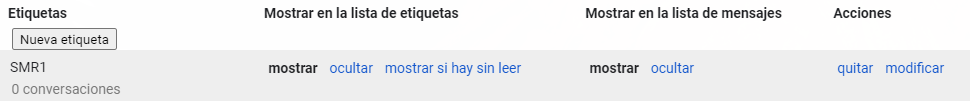 Etiquetas Mostrar en la lista de etiquetas Mostrar en la lista de mensajes Acciones
Nueva etiqueta
SMR1 mostrar ocultar mostrar si hay sin leer mostrar ocultar quitar modificar
0 conversaciones